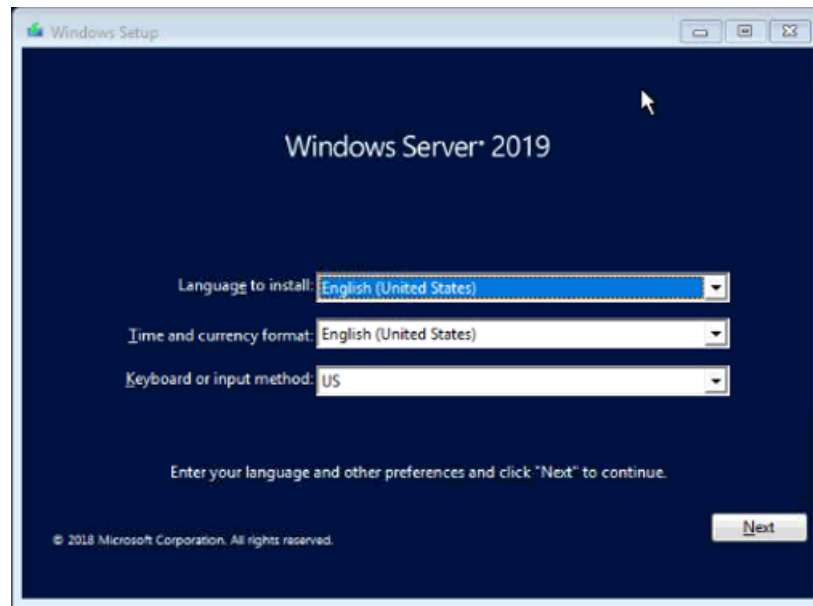 Windows Setup
Windows Server® 2019
Language to install: English (United States)
Time and currency format: English (United States)
Keyboard or input method: US
Enter your language and other preferences and click "Next" to continue.
Next
© 2018 Microsoft Corporation. All rights reserved.